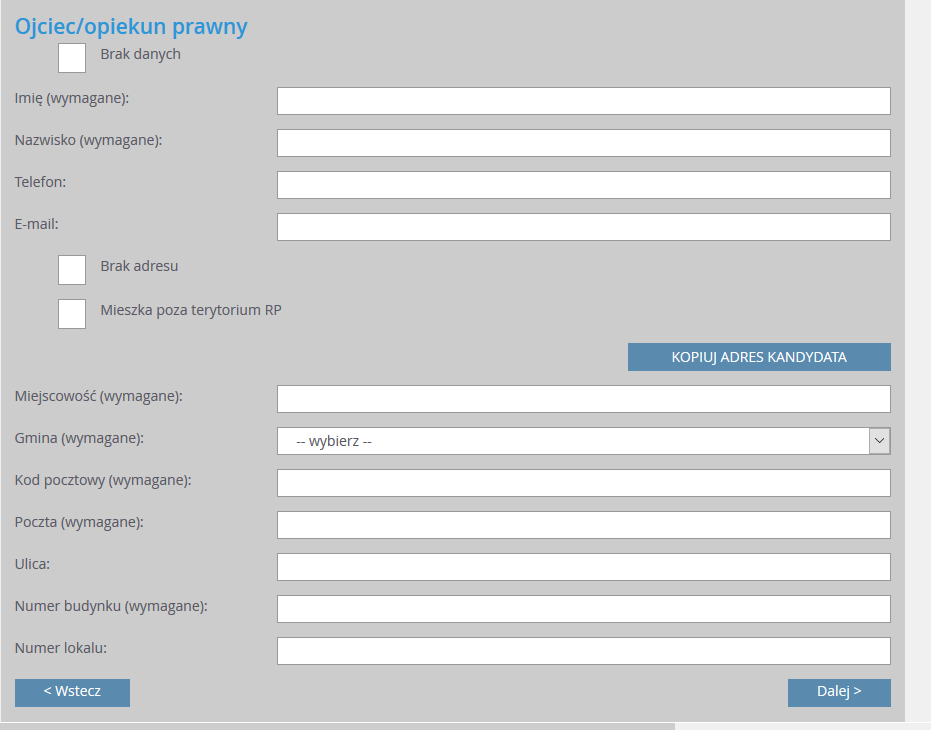 Ojciec/opiekun prawny
Brak danych
Imię (wymagane):
Nazwisko (wymagane):
Telefon:
E-mail:
Brak adresu
Mieszka poza terytorium RP
KOPIUJ ADRES KANDYDATA
Miejscowość (wymagane):
Gmina (wymagane): -- wybierz --
Kod pocztowy (wymagane):
Poczta (wymagane):
Ulica:
Numer budynku (wymagane):
Numer lokalu:
< Wstecz Dalej >